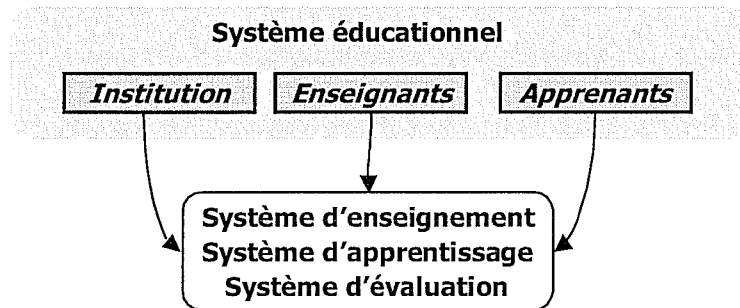 Système éducationnel
Institution Enseignants Apprenants
Système d'enseignement
Système d'apprentissage
Système d'évaluation